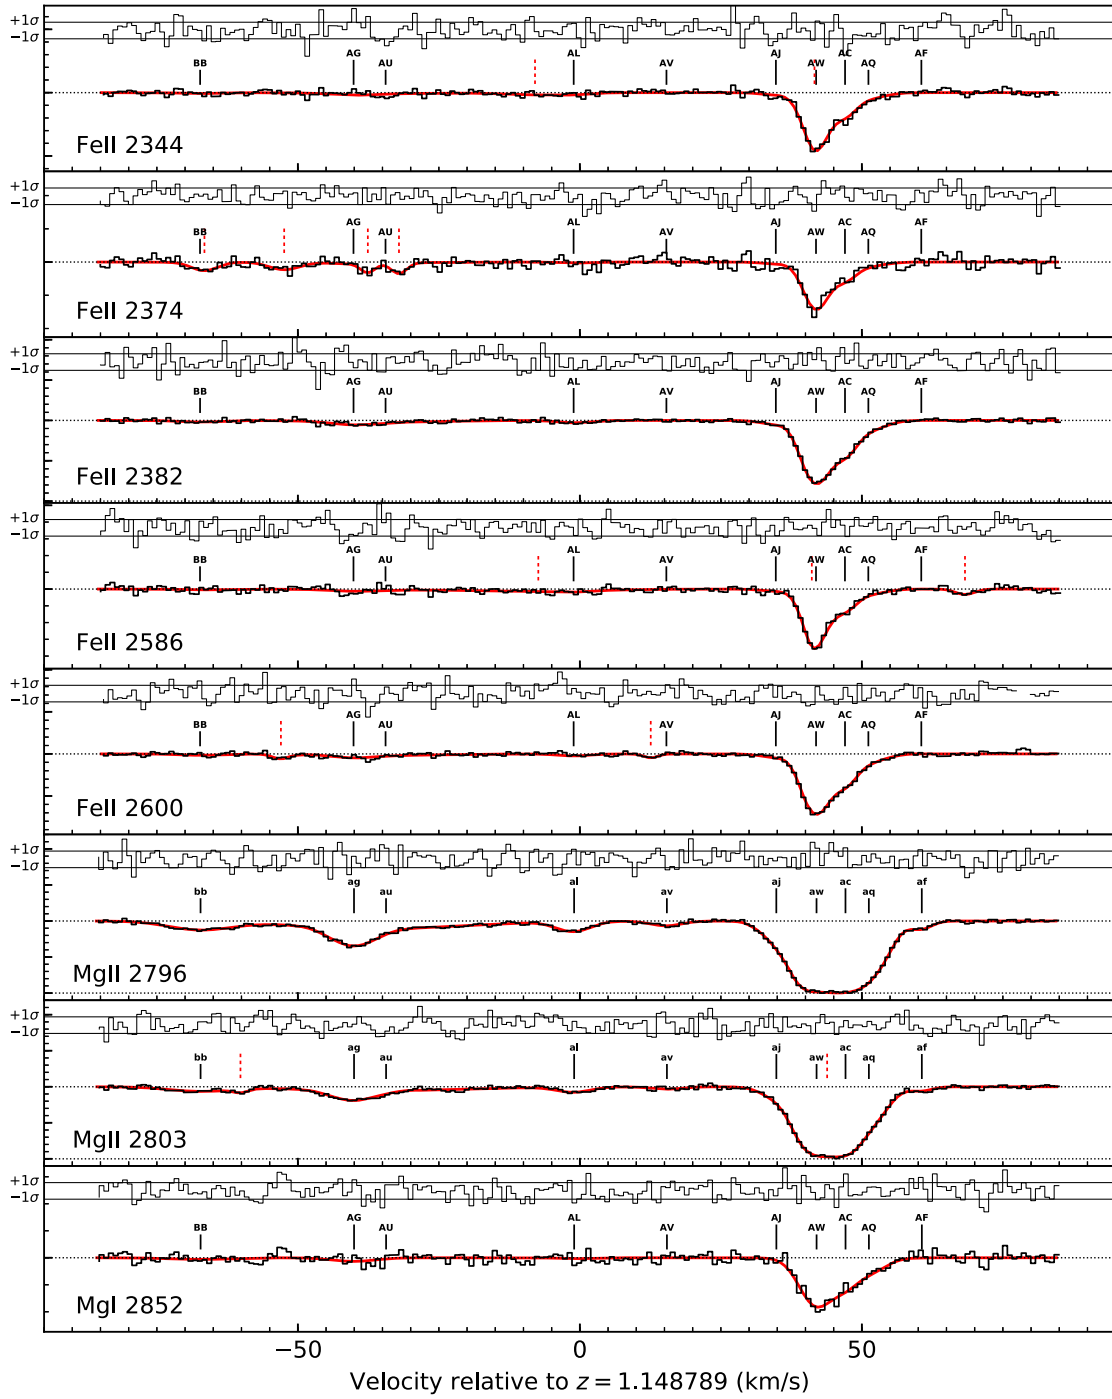 +1σ
−1σ
BB AG AU AL AV AJ AW AC AQ AF
FeII 2344
+1σ
−1σ
BB AG AU AL AV AJ AW AC AQ AF
FeII 2374
+1σ
−1σ
BB AG AU AL AV AJ AW AC AQ AF
FeII 2382
+1σ
−1σ
BB AG AU AL AV AJ AW AC AQ AF
FeII 2586
+1σ
−1σ
BB AG AU AL AV AJ AW AC AQ AF
FeII 2600
+1σ
−1σ
bb ag au al av aj aw ac aq af
MgII 2796
+1σ
−1σ
bb ag au al av aj aw ac aq af
MgII 2803
+1σ
−1σ
BB AG AU AL AV AJ AW AC AQ AF
MgI 2852
−50 0 50
Velocity relative to z = 1.148789 (km/s)